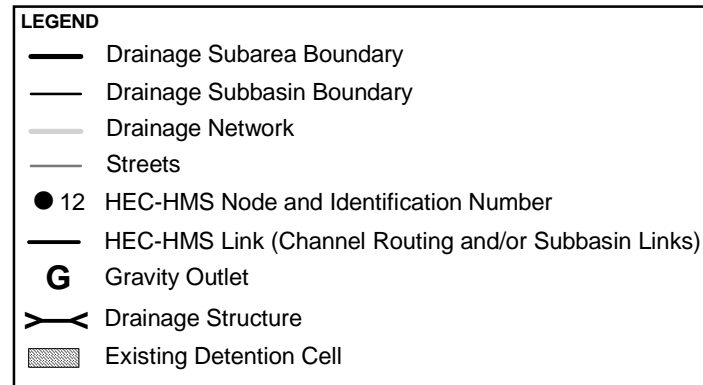 LEGEND
Drainage Subarea Boundary
Drainage Subbasin Boundary
Drainage Network
Streets
12 HEC-HMS Node and Identification Number
HEC-HMS Link (Channel Routing and/or Subbasin Links)
G Gravity Outlet
Drainage Structure
Existing Detention Cell